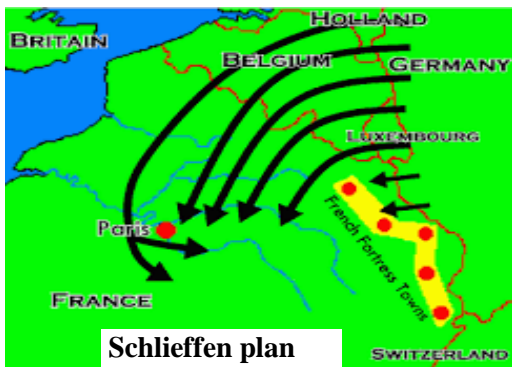 HOLLAND
BRITAIN
BELGIUM
GERMANY
LUXEMBOURG
French Fortress Towns
Paris
FRANCE
Schlieffen plan
SWITZERLAND